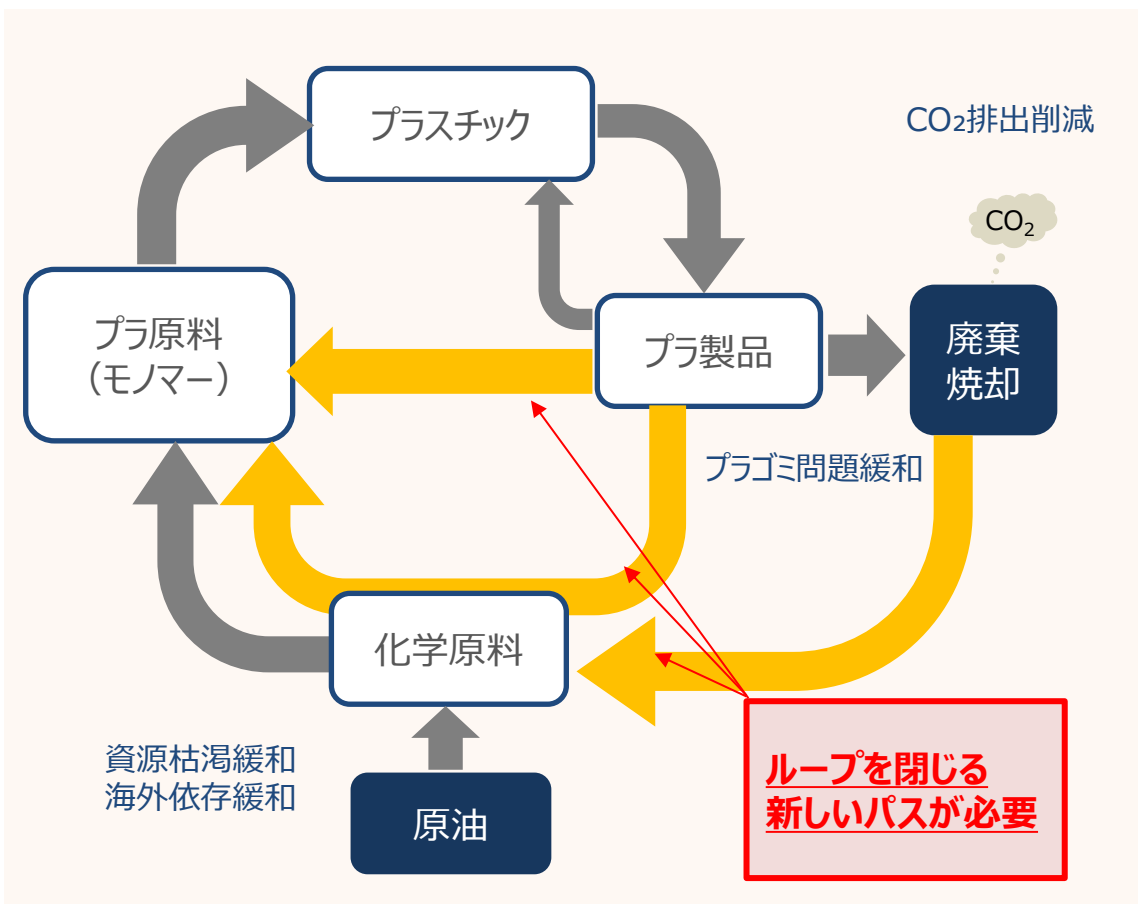 プラスチック
CO₂排出削減
CO₂
プラ原料
（モノマー）
プラ製品
廃棄
焼却
プラゴミ問題緩和
化学原料
資源枯渇緩和
海外依存緩和
原油
ループを閉じる
新しいパスが必要